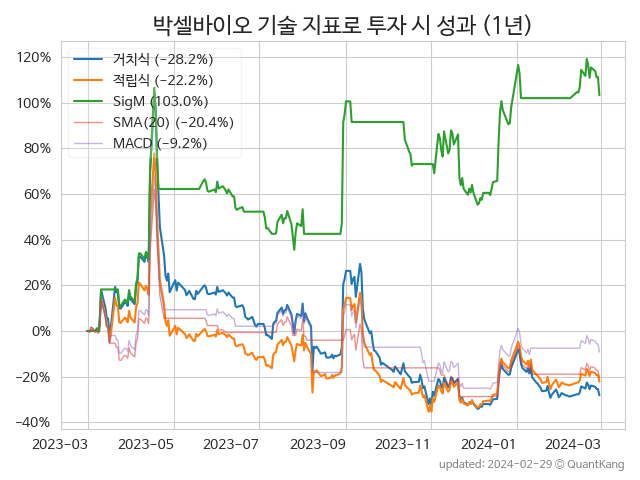 박셀바이오 기술 지표로 투자 시 성과 (1년)
거치식 (−28.2%)
적립식 (−22.2%)
SigM (103.0%)
SMA(20) (−20.4%)
MACD (−9.2%)
120%
100%
80%
60%
40%
20%
0%
−20%
−40%
2023-03 2023-05 2023-07 2023-09 2023-11 2024-01 2024-03
updated: 2024-02-29 © QuantKang